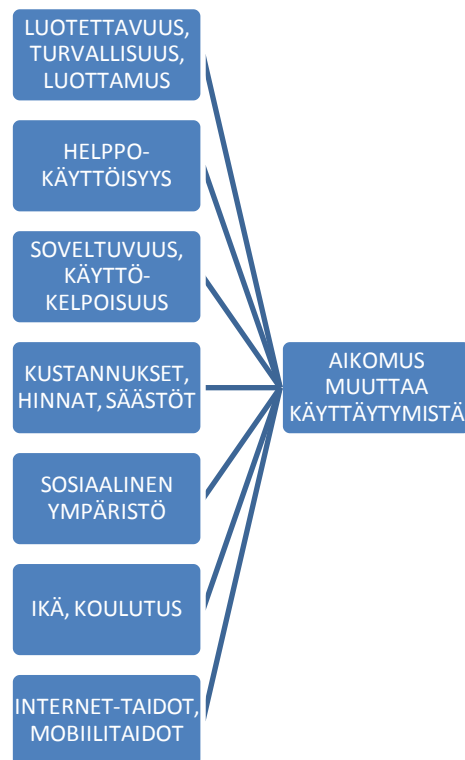 LUOTETTAVUUS,
TURVALLISUUS,
LUOTTAMUS
HELPPO-
KÄYTTÖISYYS
SOVELTUVUUS,
KÄYTTÖ-
KELPOISUUS
KUSTANNUKSET,
HINNAT, SÄÄSTÖT
SOSIAALINEN
YMPÄRISTÖ
IKÄ, KOULUTUS
INTERNET-TAIDOT,
MOBIILITAIDOT
AIKOMUS
MUUTTAA
KÄYTTÄYTYMISTÄ